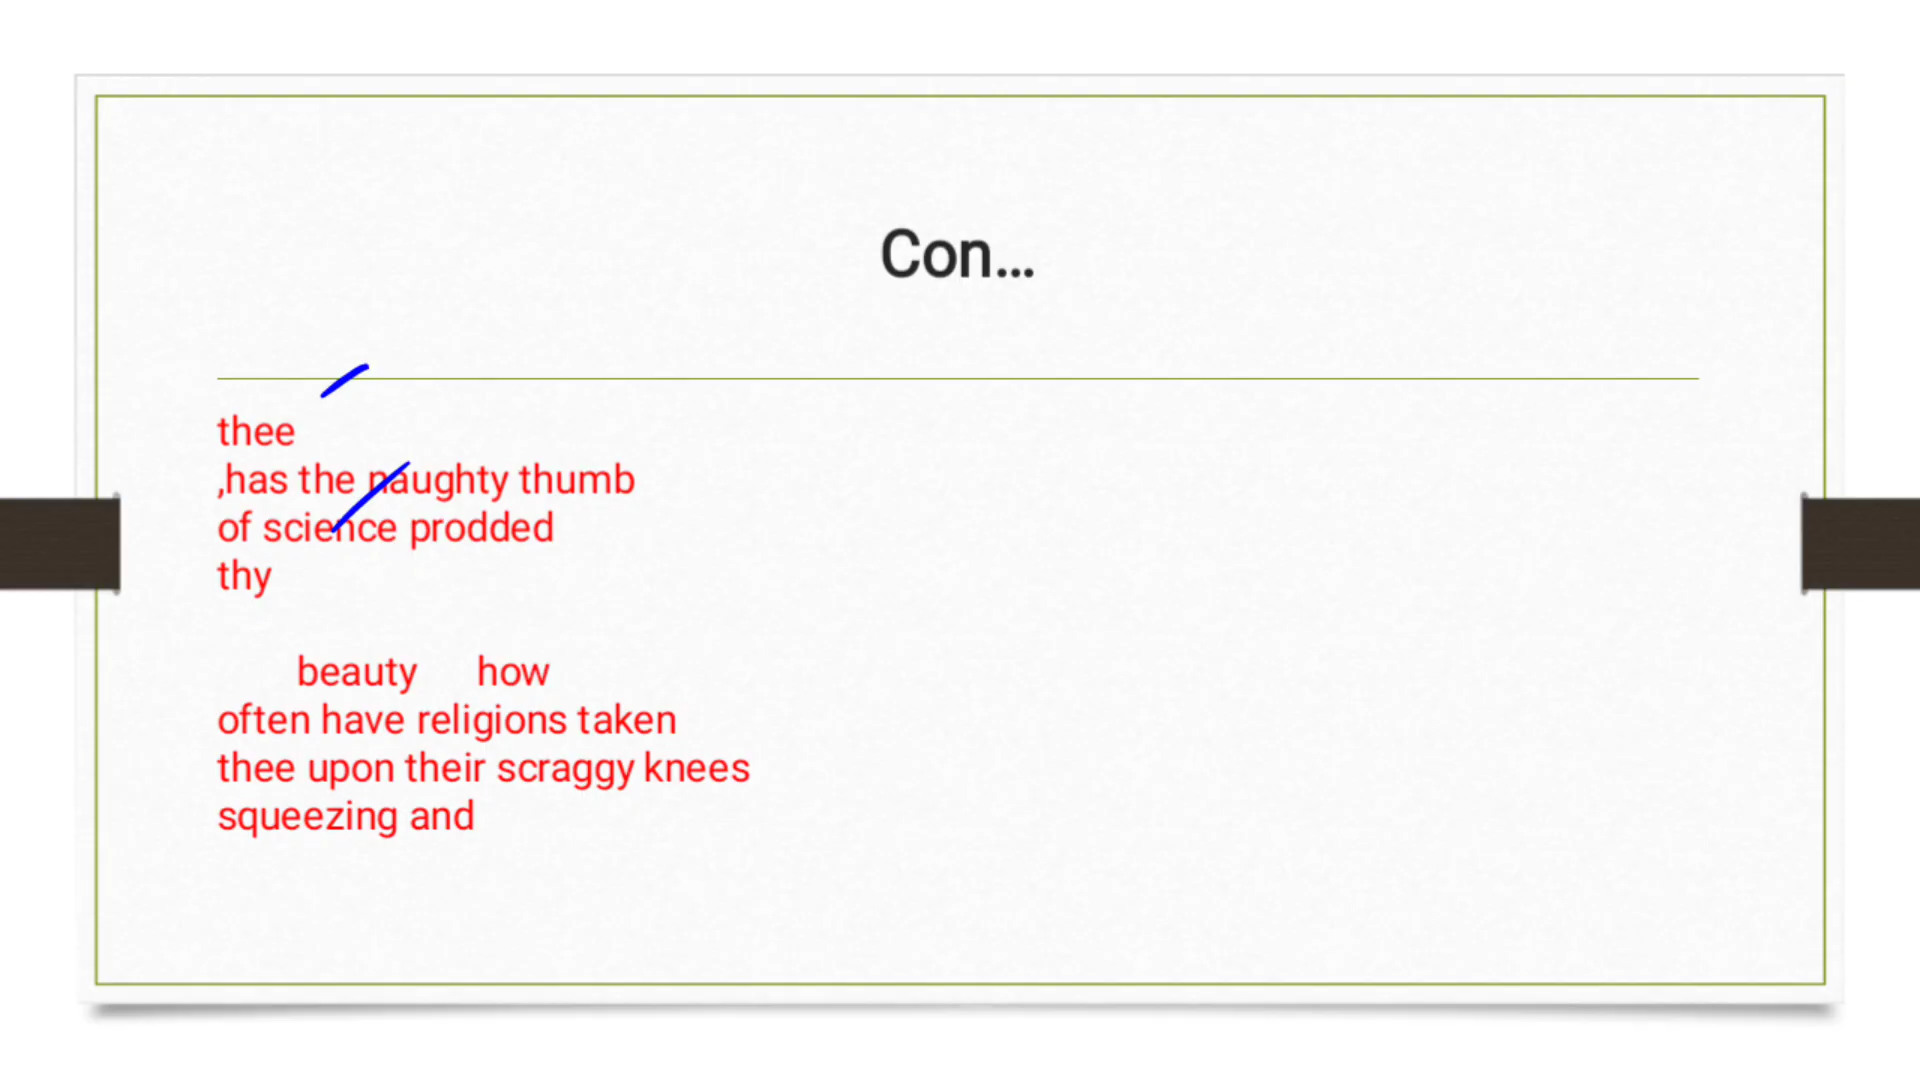 Con...
thee
,has the naughty thumb
of science prodded
thy
beauty how
often have religions taken
thee upon their scraggy knees
squeezing and